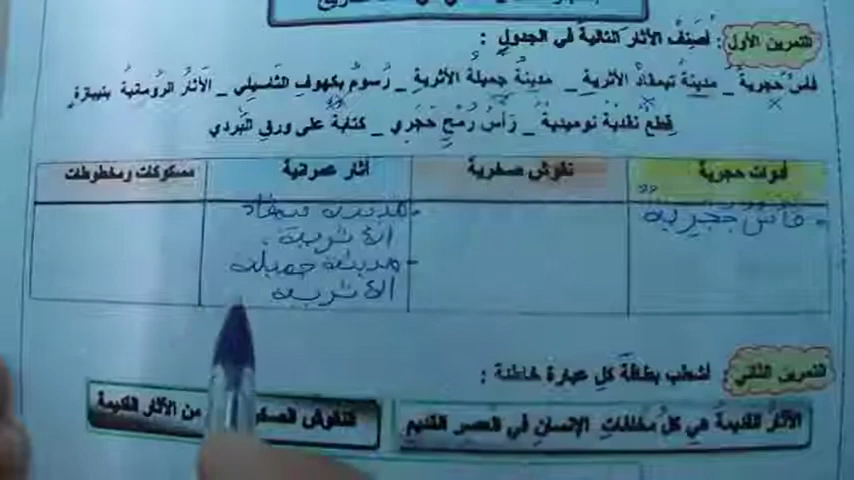 التمرين الأول : أصنف الآثار التالية في الجدول :
فأس حجرية _ مدينة تيمقاد الأثرية _ مدينة جميلة الأثرية _ رسوم بكهوف التاسيلي _ الآثار الرومانية بتيبازة
قطع نقدية نوميدية _ رأس رمح حجري _ كتابة على ورق البردي
أدوات حجرية نقوش صخرية آثار عمرانية مسكوكات ومخطوطات
- فأس حجرية
- مدينة تيمقاد
الأثرية .
- مدينة جميلة
الأثرية
التمرين الثاني : أشطب بطاقة كل عبارة خاطئة :
الآثار القديمة هي كل مخلفات الإنسان في العصر القديم
النقوش من الآثار القديمة